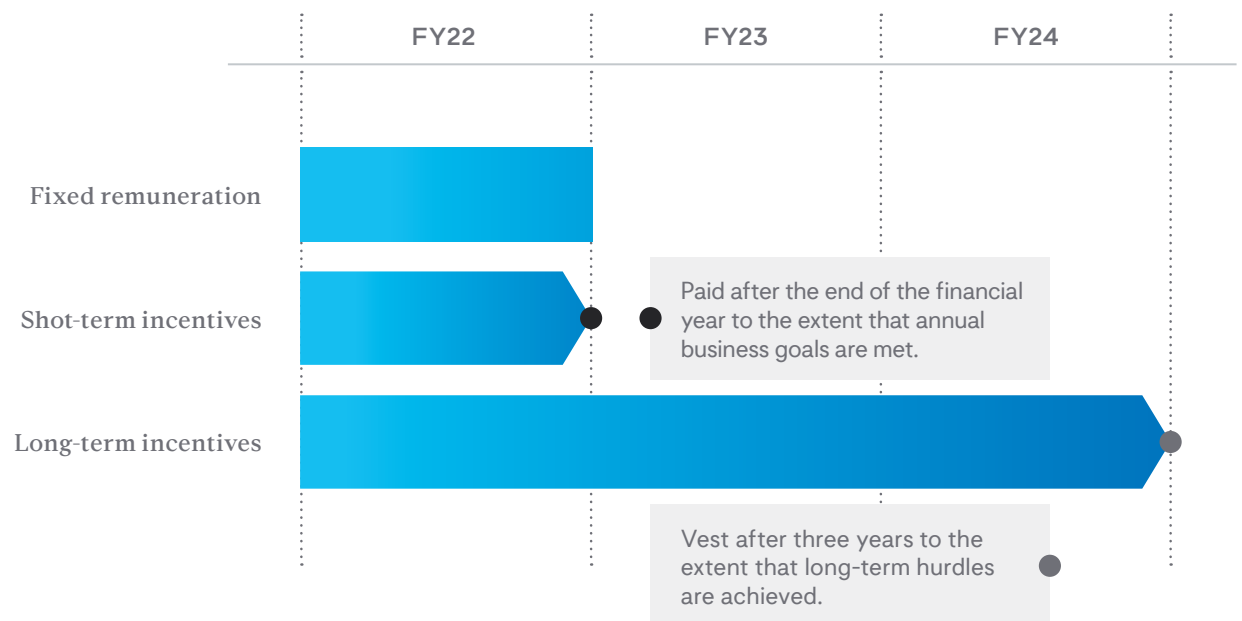 FY22 FY23 FY24
Fixed remuneration
Shot-term incentives
Paid after the end of the financial
year to the extent that annual
business goals are met.
Long-term incentives
Vest after three years to the
extent that long-term hurdles
are achieved.